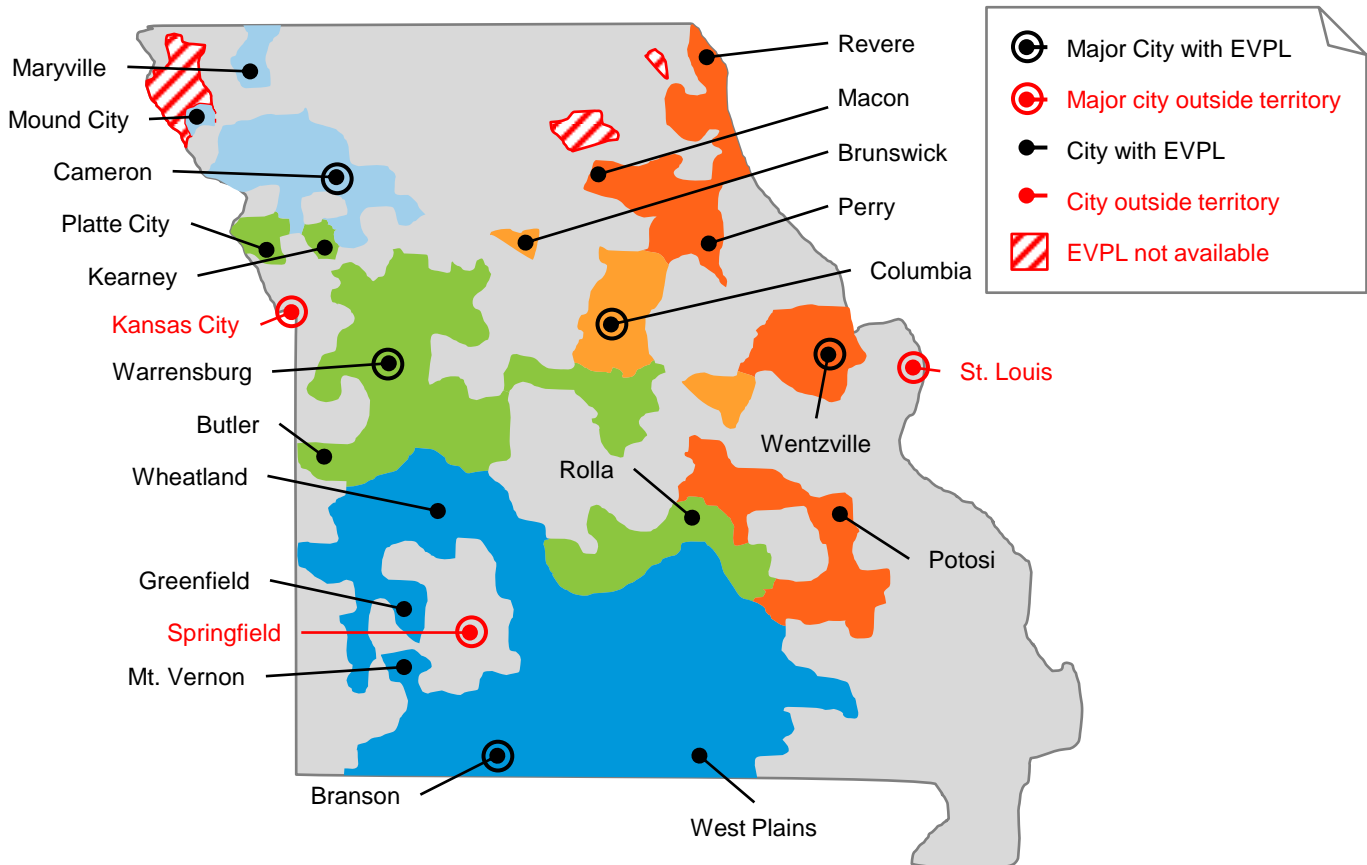 Maryville
Mound City
Cameron
Platte City
Kearney
Kansas City
Warrensburg
Butler
Wheatland
Greenfield
Springfield
Mt. Vernon
Branson
West Plains
Rolla
Potosi
Wentzville
St. Louis
Revere
Macon
Brunswick
Perry
Columbia
Major City with EVPL
Major city outside territory
City with EVPL
City outside territory
EVPL not available